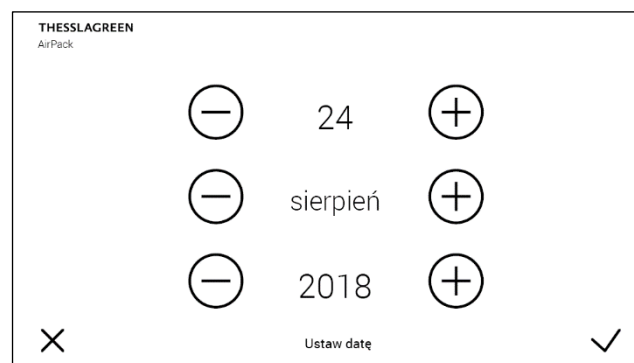 THESSLAGREEN
AirPack
24
sierpień
2018
Ustaw datę